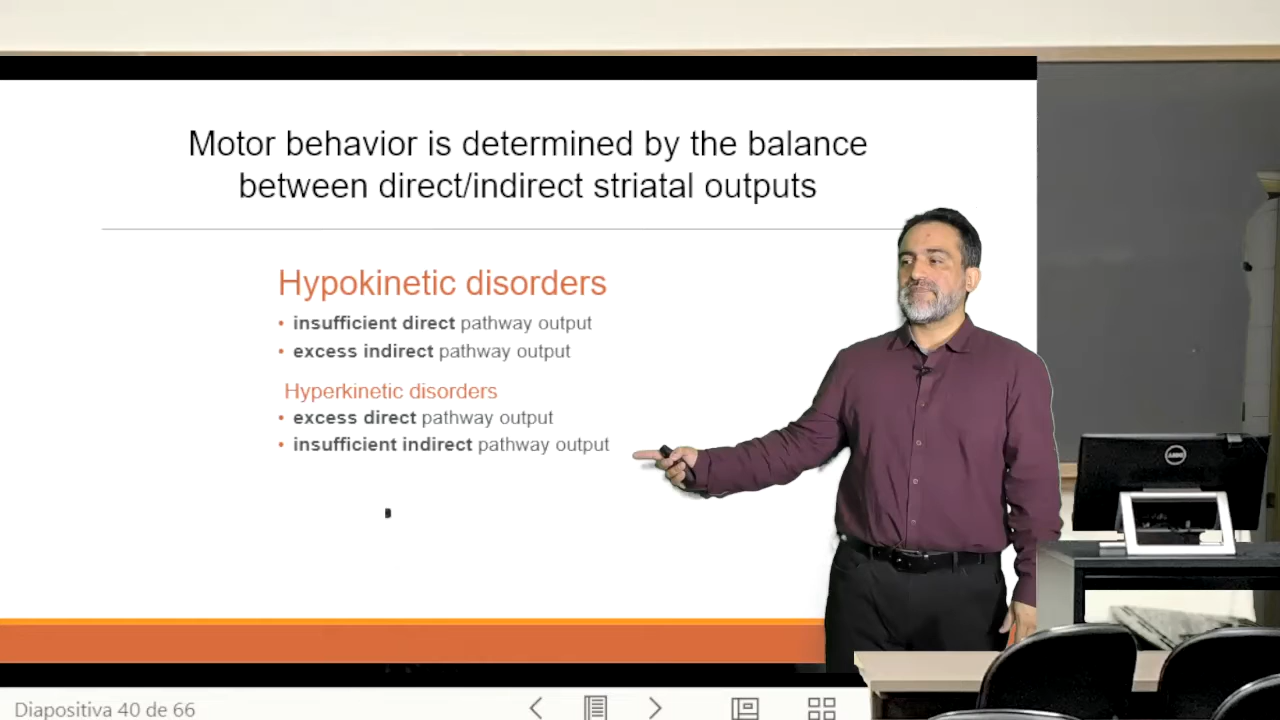 Motor behavior is determined by the balance
between direct/indirect striatal outputs
Hypokinetic disorders
• insufficient direct pathway output
• excess indirect pathway output
Hyperkinetic disorders
• excess direct pathway output
• insufficient indirect pathway output
Diapositiva 40 de 66